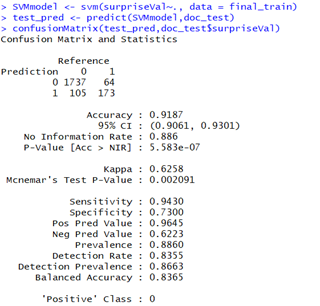 > SVMmodel <- svm(surpriseVal~., data = final_train)
> test_pred <- predict(SVMmodel,doc_test)
> confusionMatrix(test_pred,doc_test$surpriseVal)
Confusion Matrix and Statistics
Reference
Prediction 0 1
0 1737 64
1 105 173
Accuracy : 0.9187
95% CI : (0.9061, 0.9301)
No Information Rate : 0.886
P-Value [Acc > NIR] : 5.583e-07
Kappa : 0.6258
Mcnemar's Test P-Value : 0.002091
Sensitivity : 0.9430
Specificity : 0.7300
Pos Pred Value : 0.9645
Neg Pred Value : 0.6223
Prevalence : 0.8860
Detection Rate : 0.8355
Detection Prevalence : 0.8663
Balanced Accuracy : 0.8365
'Positive' Class : 0